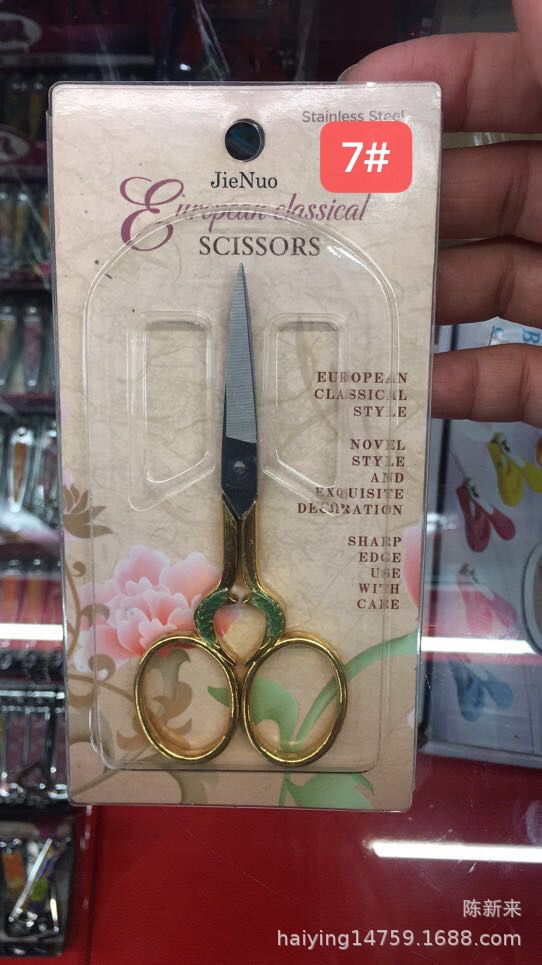 Stainless Steel
7#
JieNuo
European classical
SCISSORS
EUROPEAN
CLASSICAL
STYLE
NOVEL
STYLE
AND
EXQUISITE
DECORATION
SHARP
EDGE
USE
WITH
CARE
陈新来
haiying14759.1688.com